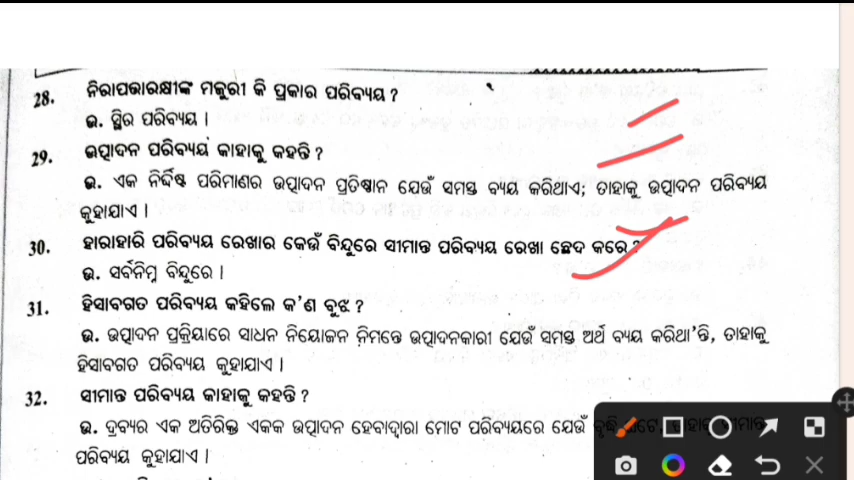 28. ନିରାପତ୍ତାରକ୍ଷୀଙ୍କ ମଜୁରୀ କି ପ୍ରକାର ପରିବ୍ୟୟ ?
ଉ. ସ୍ଥିର ପରିବ୍ୟୟ ।
29. ଉତ୍ପାଦନ ପରିବ୍ୟୟ କାହାକୁ କହନ୍ତି ?
ଉ. ଏକ ନିର୍ଦ୍ଦିଷ୍ଟ ପରିମାଣର ଉତ୍ପାଦନ ପ୍ରତିଷ୍ଠାନ ଯେଉଁ ସମସ୍ତ ବ୍ୟୟ କରିଥାଏ; ତାହାକୁ ଉତ୍ପାଦନ ପରିବ୍ୟୟ
କୁହାଯାଏ ।
30. ହାରାହାରି ପରିବ୍ୟୟ ରେଖାର କେଉଁ ବିନ୍ଦୁରେ ସୀମାନ୍ତ ପରିବ୍ୟୟ ରେଖା ଛେଦ କରେ ?
ଉ. ସର୍ବନିମ୍ନ ବିନ୍ଦୁରେ ।
31. ହିସାବଗତ ପରିବ୍ୟୟ କହିଲେ କ'ଣ ବୁଝ ?
ଉ. ଉତ୍ପାଦନ ପ୍ରକ୍ରିୟାରେ ସାଧନ ନିୟୋଜନ ନିମନ୍ତେ ଉତ୍ପାଦନକାରୀ ଯେଉଁ ସମସ୍ତ ଅର୍ଥ ବ୍ୟୟ କରିଥା'ନ୍ତି, ତାହାକୁ
ହିସାବଗତ ପରିବ୍ୟୟ କୁହାଯାଏ ।
32. ସୀମାନ୍ତ ପରିବ୍ୟୟ କାହାକୁ କହନ୍ତି ?
ଉ. ଦ୍ରବ୍ୟର ଏକ ଅତିରିକ୍ତ ଏକକ ଉତ୍ପାଦନ ହେବାଦ୍ୱାରା ମୋଟ ପରିବ୍ୟୟରେ ଯେଉଁ ବୃଦ୍ଧି ଘଟେ, ତାହାକୁ ସୀମାନ୍ତ
ପରିବ୍ୟୟ କୁହାଯାଏ ।